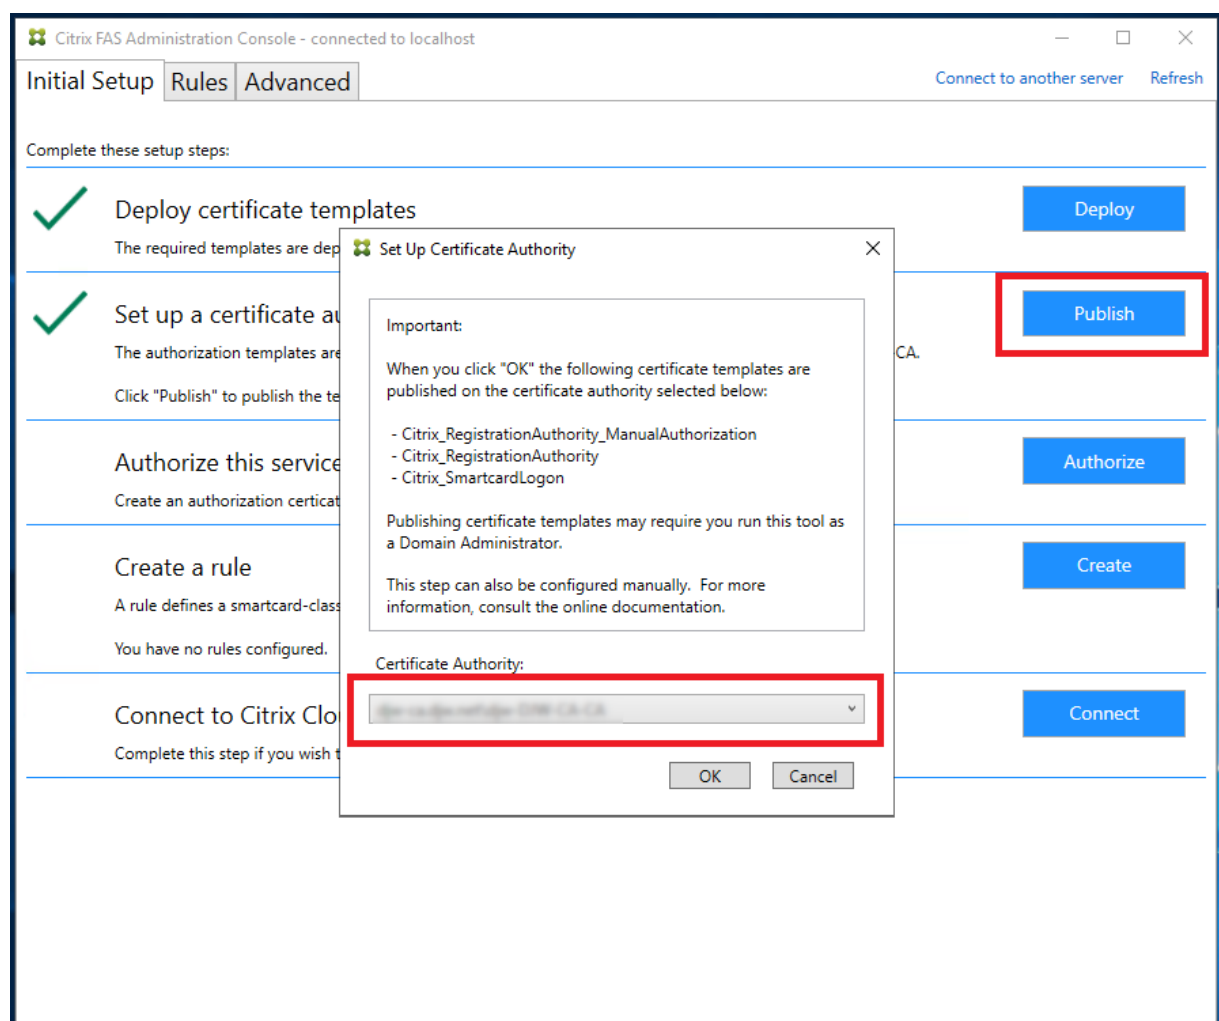 Citrix FAS Administration Console - connected to localhost
Initial Setup Rules Advanced
Connect to another server Refresh
Complete these setup steps:
Deploy certificate templates
Deploy
The required templates are dep
Set up a certificate au
Publish
The authorization templates are
CA.
Click "Publish" to publish the te
Authorize this service
Authorize
Create an authorization certicat
Create a rule
Create
A rule defines a smartcard-class
You have no rules configured.
Connect to Citrix Clou
Connect
Complete this step if you wish t
Set Up Certificate Authority
Important:
When you click "OK" the following certificate templates are
published on the certificate authority selected below:
- Citrix_RegistrationAuthority_ManualAuthorization
- Citrix_RegistrationAuthority
- Citrix_SmartcardLogon
Publishing certificate templates may require you run this tool as
a Domain Administrator.
This step can also be configured manually. For more
information, consult the online documentation.
Certificate Authority:
OK Cancel